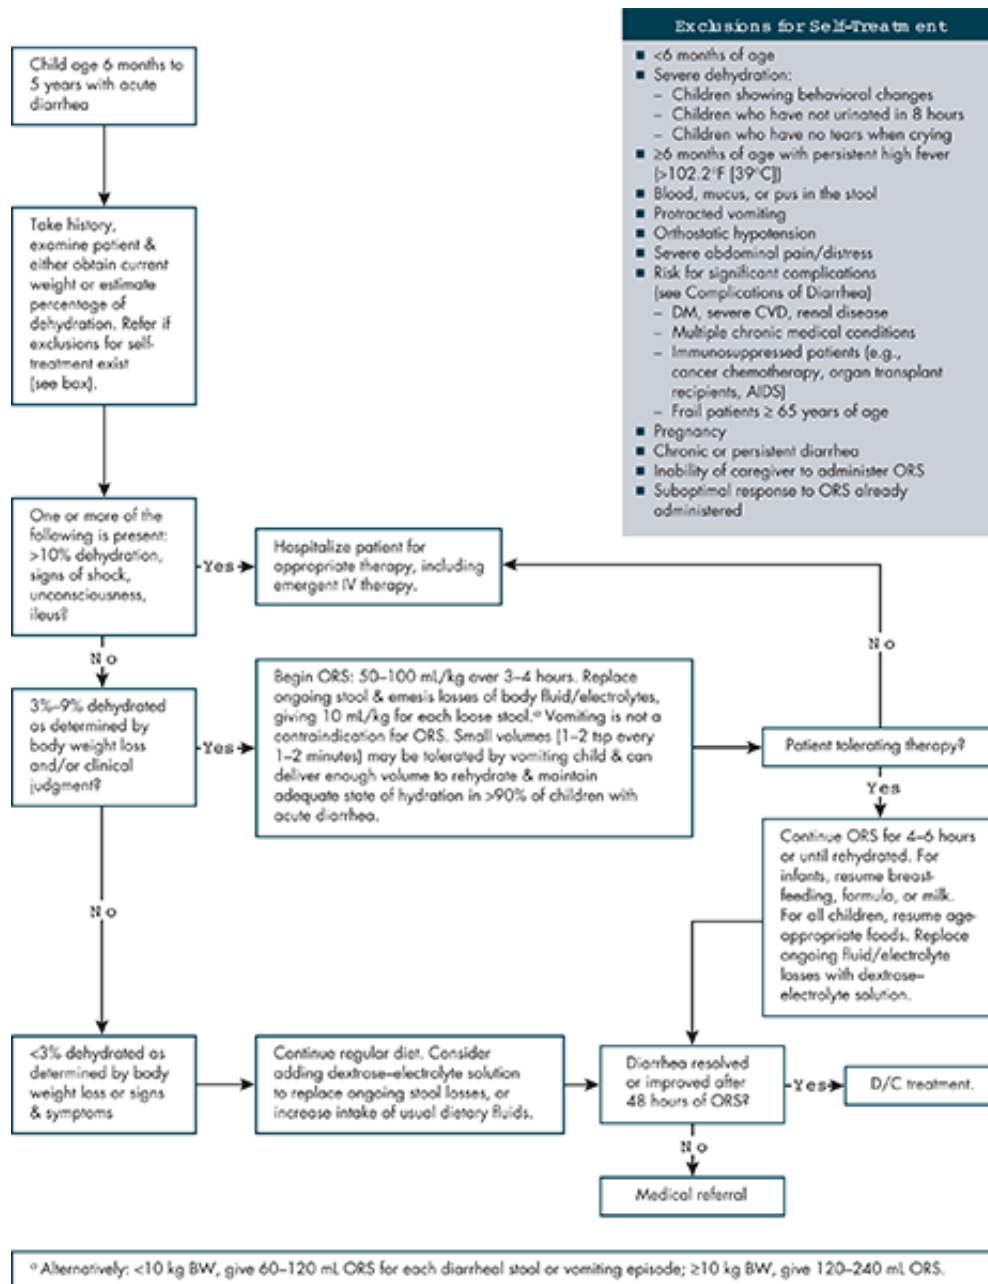 Exclusions for Self-Treatment
■ <6 months of age
■ Severe dehydration:
– Children showing behavioral changes
– Children who have not urinated in 8 hours
– Children who have no tears when crying
■ ≥6 months of age with persistent high fever
(>102.2°F [39°C])
■ Blood, mucus, or pus in the stool
■ Protracted vomiting
■ Orthostatic hypotension
■ Severe abdominal pain/distress
■ Risk for significant complications
(see Complications of Diarrhea)
– DM, severe CVD, renal disease
– Multiple chronic medical conditions
– Immunosuppressed patients (e.g.,
cancer chemotherapy, organ transplant
recipients, AIDS)
– Frail patients ≥ 65 years of age
■ Pregnancy
■ Chronic or persistent diarrhea
■ Inability of caregiver to administer ORS
■ Suboptimal response to ORS already
administered
Child age 6 months to
5 years with acute
diarrhea
Take history,
examine patient &
either obtain current
weight or estimate
percentage of
dehydration. Refer if
exclusions for self-
treatment exist
(see box).
One or more of the
following is present:
>10% dehydration,
signs of shock,
unconsciousness,
ileus?
Yes
Hospitalize patient for
appropriate therapy, including
emergent IV therapy.
No
No
3%–9% dehydrated
as determined by
body weight loss
and/or clinical
judgment?
Yes
Begin ORS: 50–100 mL/kg over 3–4 hours. Replace
ongoing stool & emesis losses of body fluid/electrolytes,
giving 10 mL/kg for each loose stool.ᵃ Vomiting is not a
contraindication for ORS. Small volumes (1–2 tsp every
1–2 minutes) may be tolerated by vomiting child & can
deliver enough volume to rehydrate & maintain
adequate state of hydration in >90% of children with
acute diarrhea.
Patient tolerating therapy?
Yes
Continue ORS for 4–6 hours
or until rehydrated. For
infants, resume breast-
feeding, formula, or milk.
For all children, resume age-
appropriate foods. Replace
ongoing fluid/electrolyte
losses with dextrose–
electrolyte solution.
No
<3% dehydrated as
determined by body
weight loss or signs
& symptoms
Continue regular diet. Consider
adding dextrose–electrolyte solution
to replace ongoing stool losses, or
increase intake of usual dietary fluids.
Diarrhea resolved
or improved after
48 hours of ORS?
Yes
D/C treatment.
No
Medical referral
ᵃ Alternatively: <10 kg BW, give 60–120 mL ORS for each diarrheal stool or vomiting episode; ≥10 kg BW, give 120–240 mL ORS.